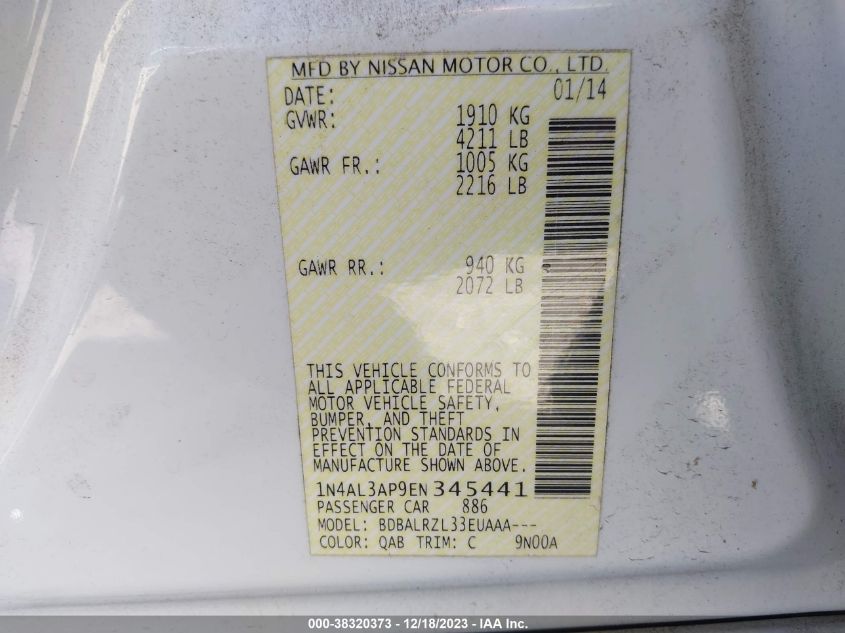 MFD BY NISSAN MOTOR CO., LTD.
DATE: 01/14
GVWR: 1910 KG
4211 LB
GAWR FR.: 1005 KG
2216 LB
GAWR RR.: 940 KG
2072 LB
THIS VEHICLE CONFORMS TO
ALL APPLICABLE FEDERAL
MOTOR VEHICLE SAFETY,
BUMPER, AND THEFT
PREVENTION STANDARDS IN
EFFECT ON THE DATE OF
MANUFACTURE SHOWN ABOVE.
1N4AL3AP9EN345441
PASSENGER CAR 886
MODEL: BDBALRZL33EUAAA---
COLOR: QAB TRIM: C 9N00A
000-38320373 - 12/18/2023 - IAA Inc.